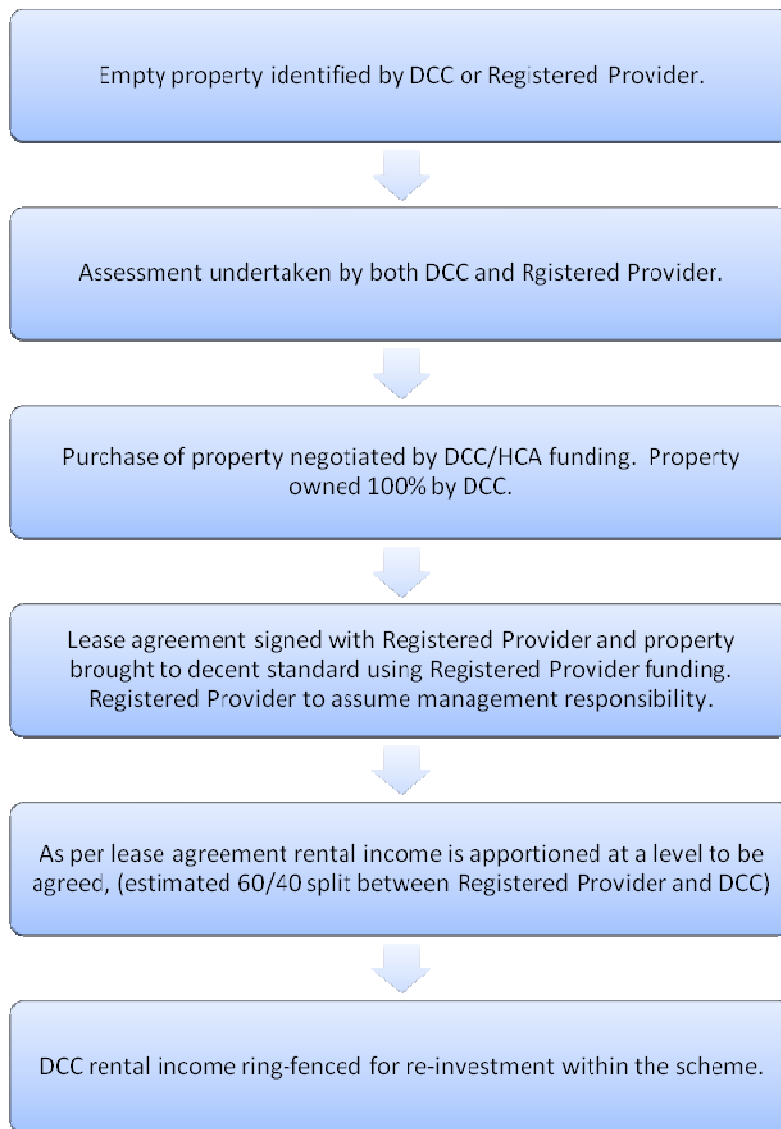 Empty property identified by DCC or Registered Provider.
Assessment undertaken by both DCC and Rgistered Provider.
Purchase of property negotiated by DCC/HCA funding.  Property
owned 100% by DCC.
Lease agreement signed with Registered Provider and property
brought to decent standard using Registered Provider funding.
Registered Provider to assume management responsibility.
As per lease agreement rental income is apportioned at a level to be
agreed, (estimated 60/40 split between Registered Provider and DCC)
DCC rental income ring-fenced for re-investment within the scheme.